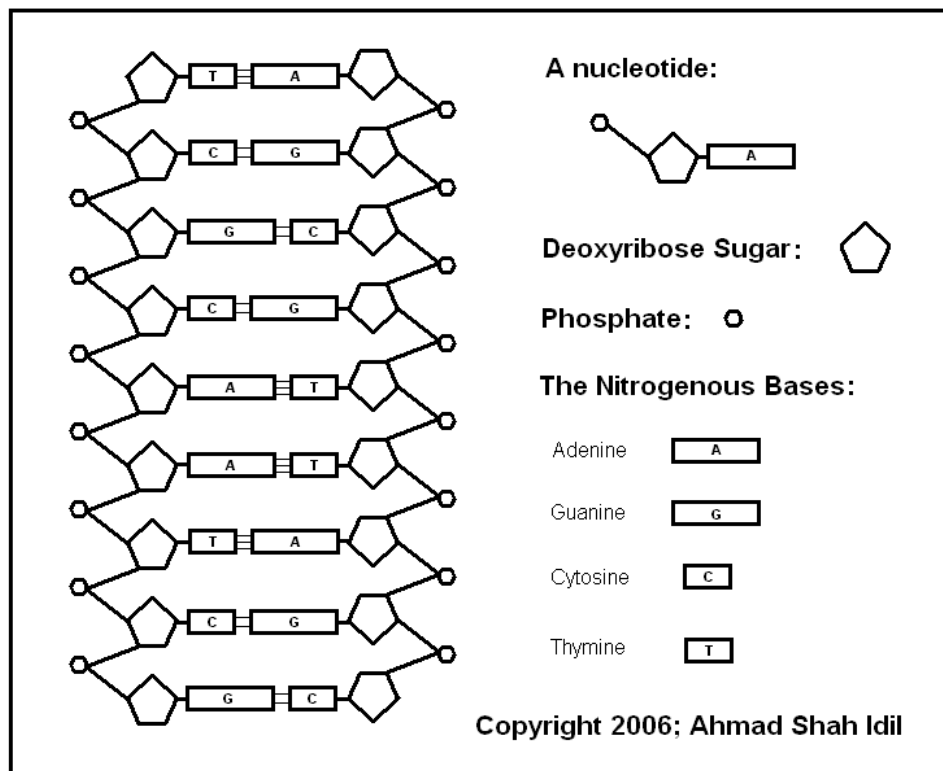 T A
C G
G C
C G
A T
A T
T A
C G
G C
A nucleotide:
A
Deoxyribose Sugar:
Phosphate:
The Nitrogenous Bases:
Adenine A
Guanine G
Cytosine C
Thymine T
Copyright 2006; Ahmad Shah Idil